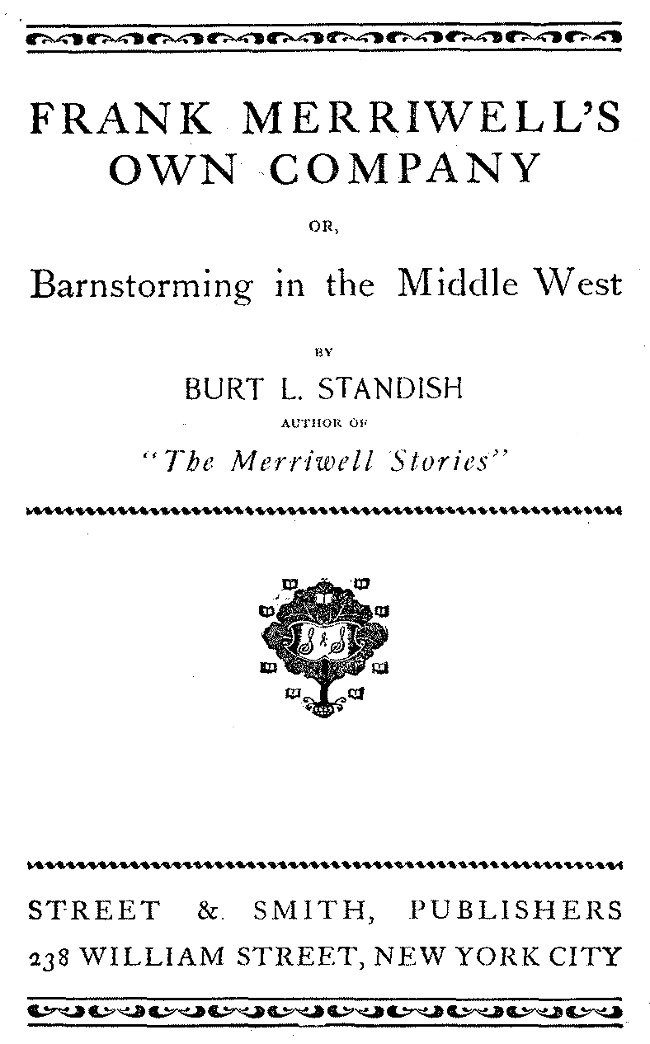 FRANK MERRIWELL'S
OWN COMPANY
OR,
Barnstorming in the Middle West
BY
BURT L. STANDISH
AUTHOR OF
"The Merriwell Stories"
S & S
STREET & SMITH, PUBLISHERS
238 WILLIAM STREET, NEW YORK CITY